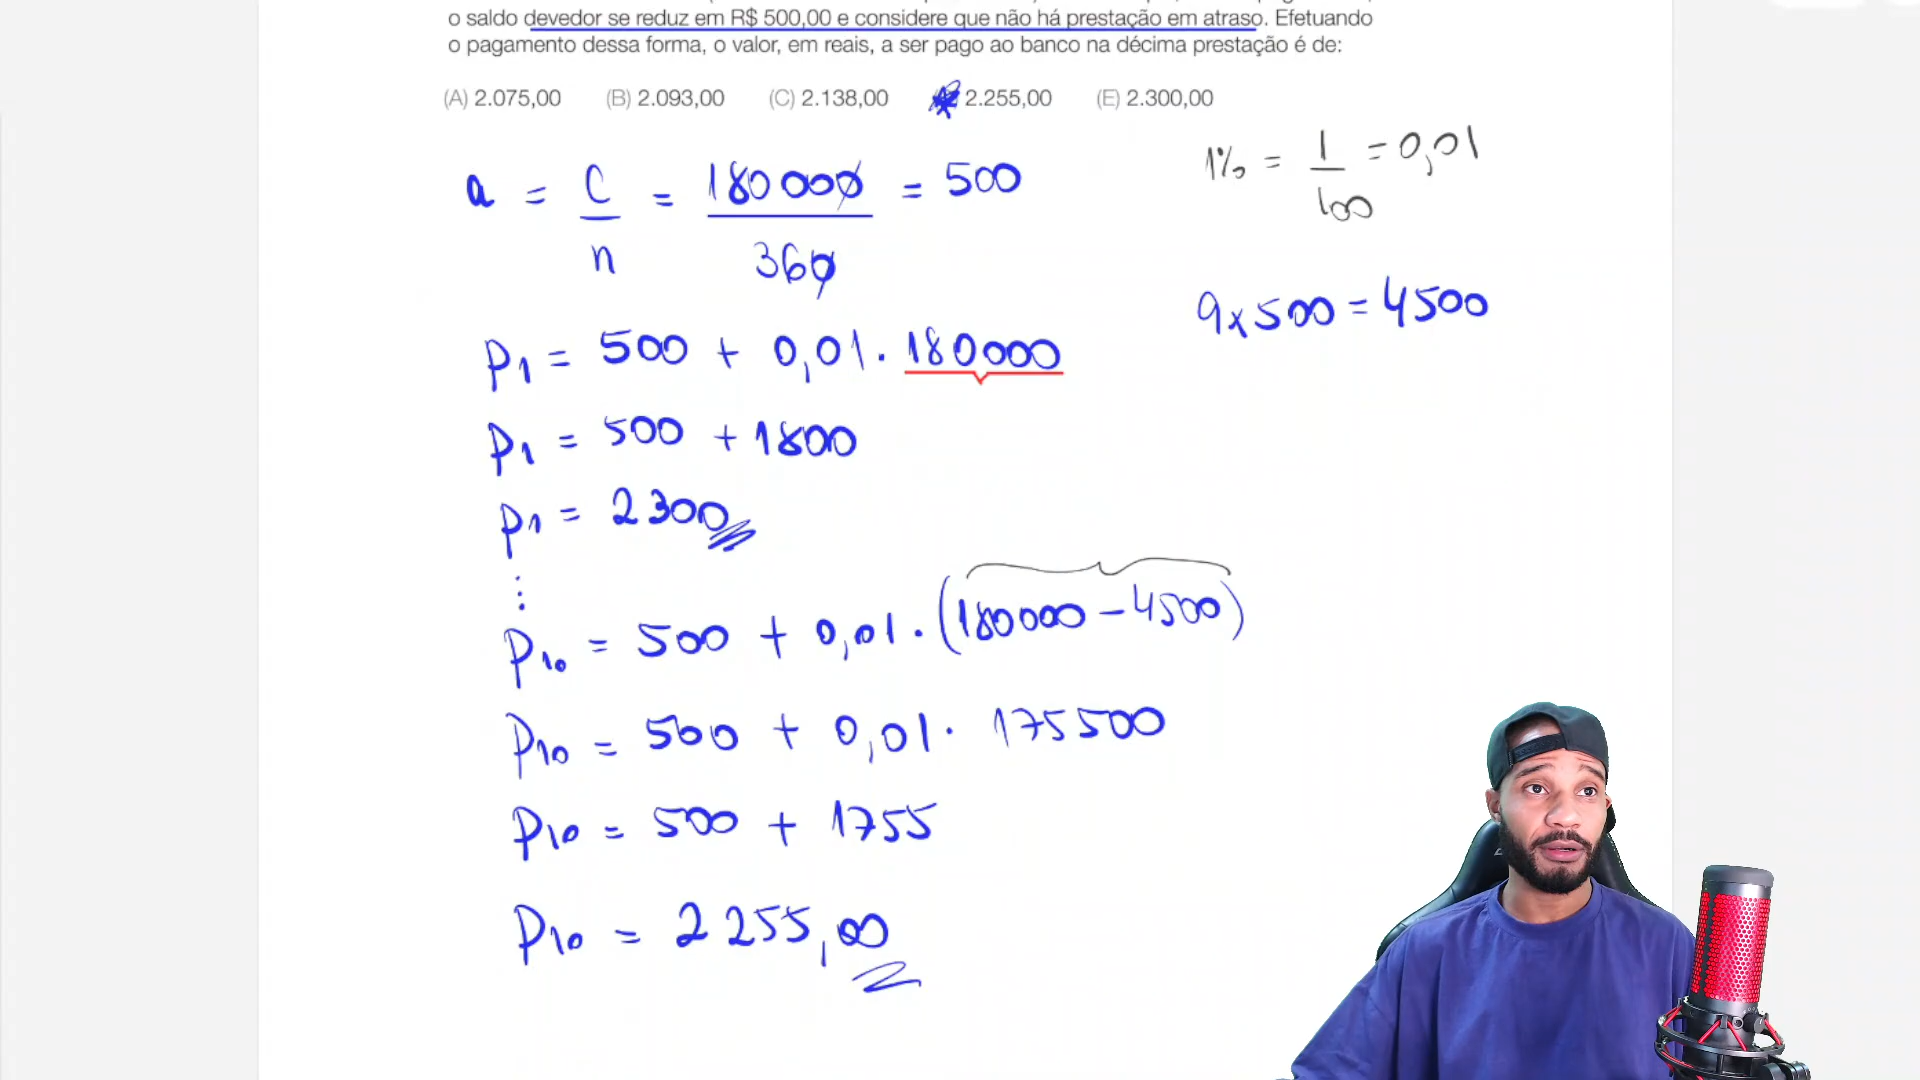 o saldo devedor se reduz em R$ 500,00 e considere que não há prestação em atraso. Efetuando
o pagamento dessa forma, o valor, em reais, a ser pago ao banco na décima prestação é de:
(A) 2.075,00 (B) 2.093,00 (C) 2.138,00 2.255,00 (E) 2.300,00
1% = 1/100 = 0,01
a = C/n = 180 000/360 = 500
9x500 = 4500
P1 = 500 + 0,01 . 180000
P1 = 500 + 1800
P1 = 2300
⋮
P10 = 500 + 0,01 . (180000 - 4500)
P10 = 500 + 0,01 . 175500
P10 = 500 + 1755
P10 = 2255,00